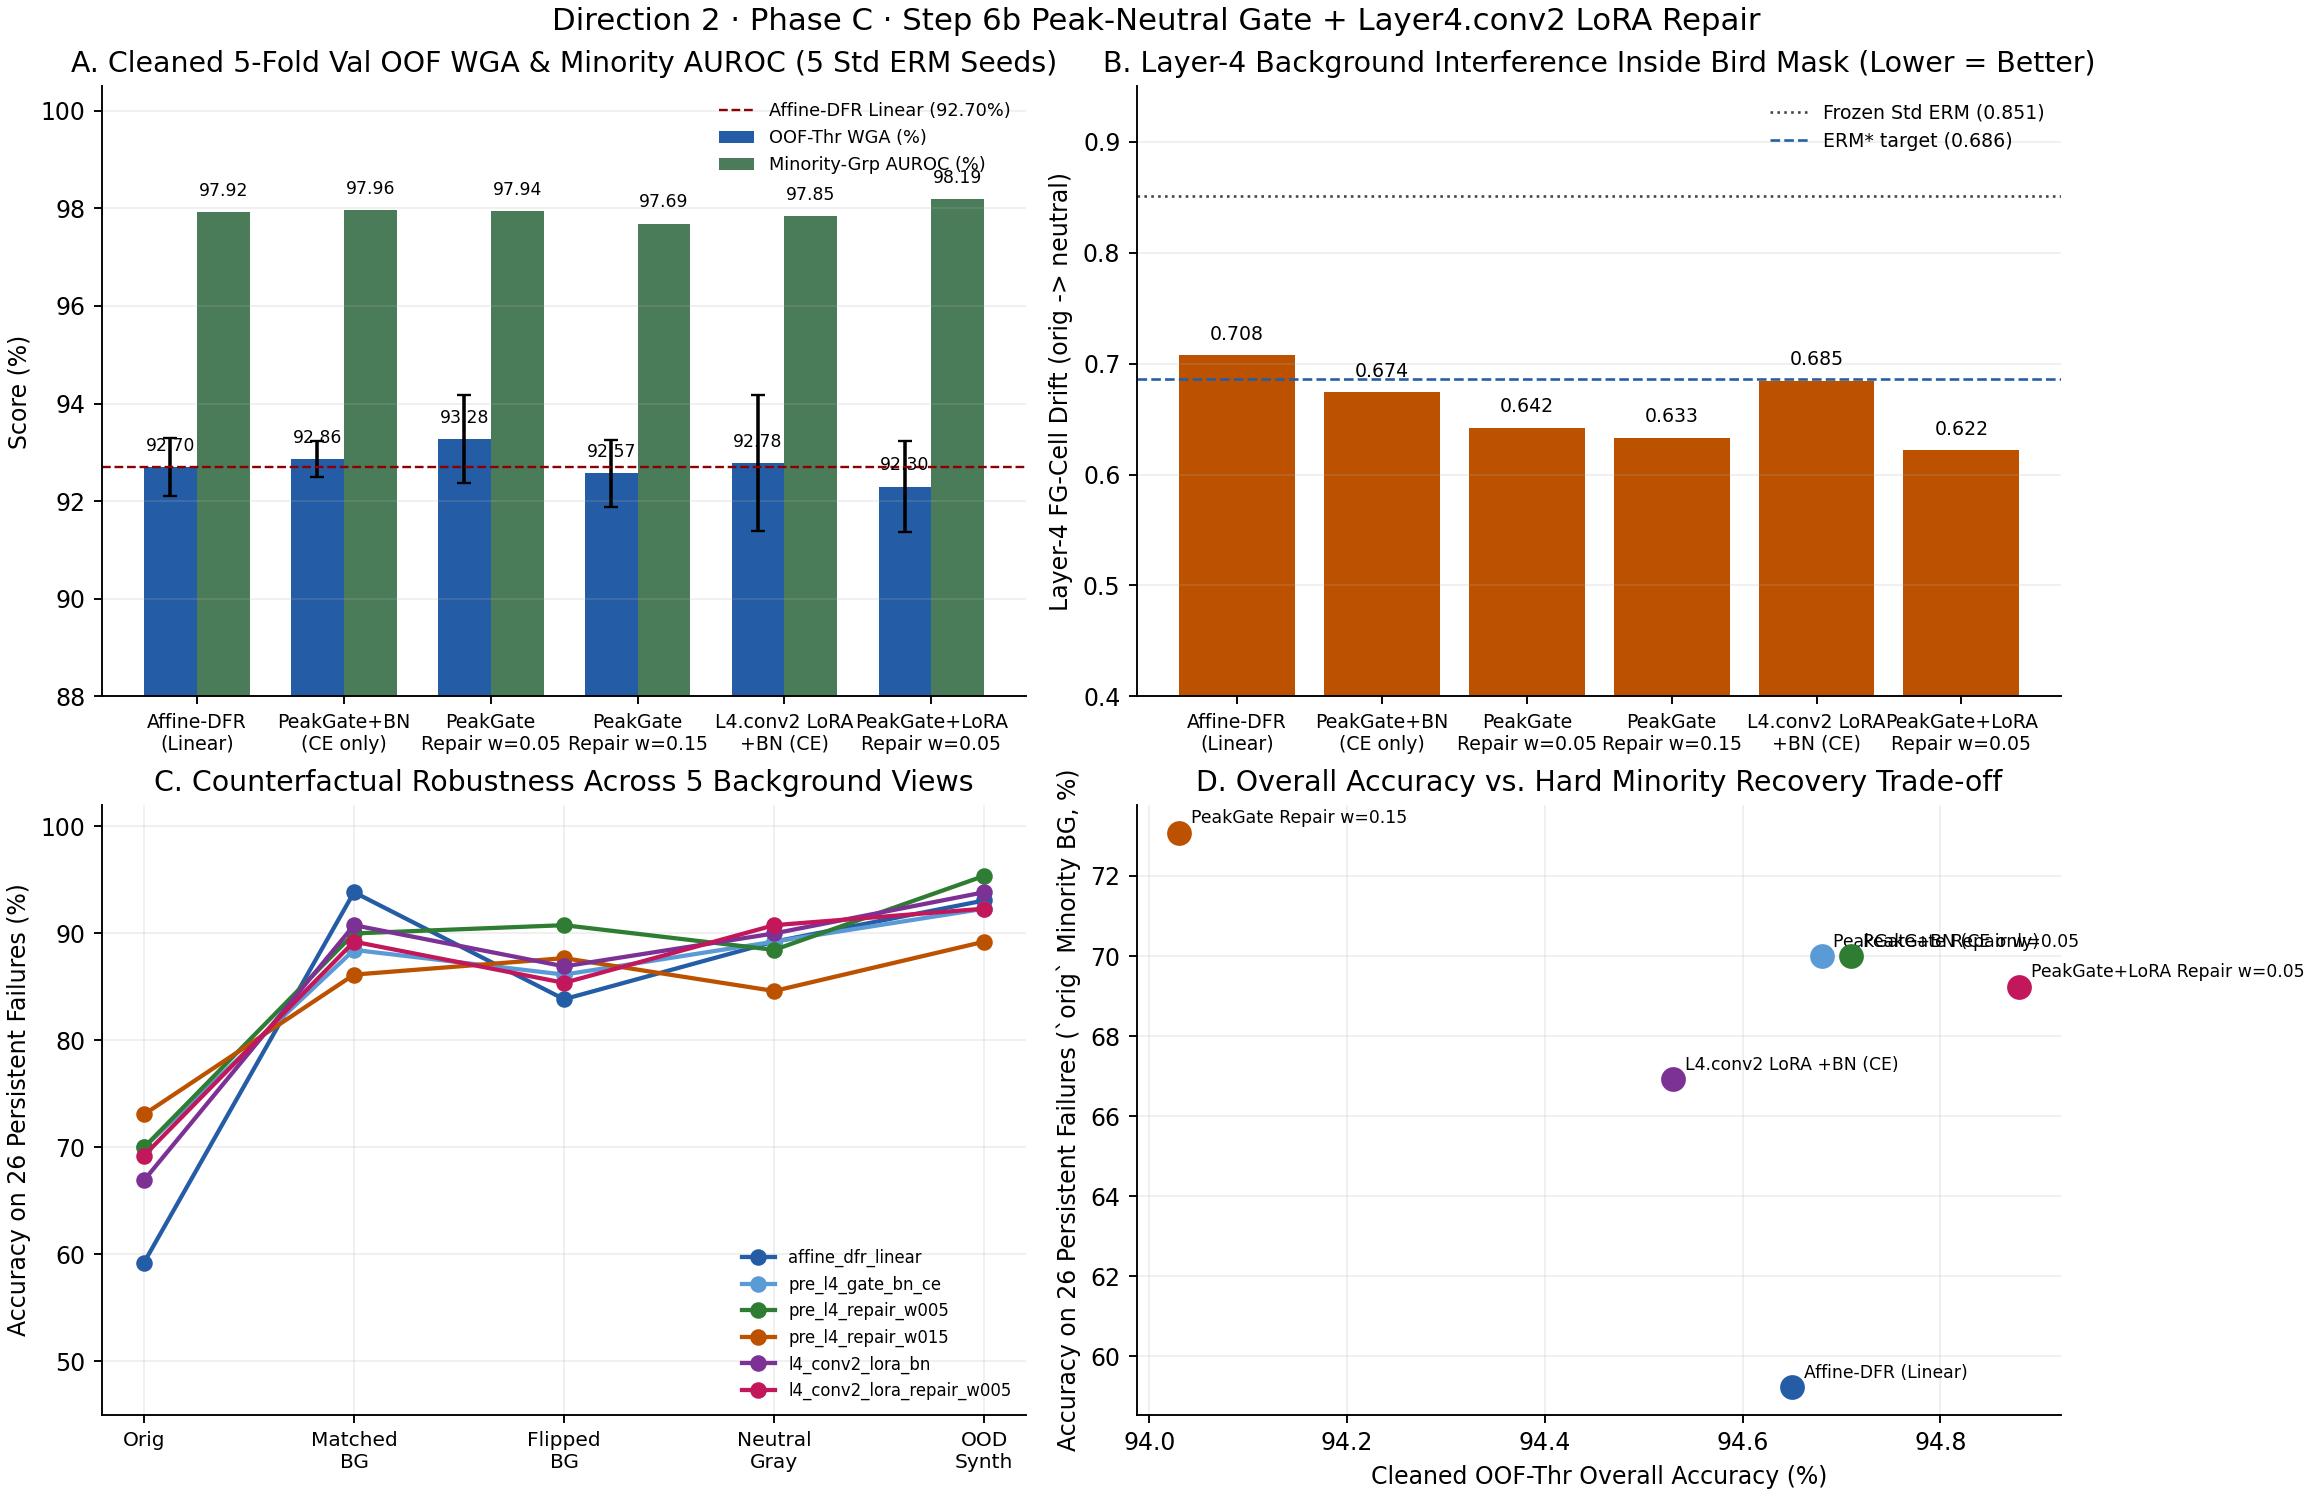 Direction 2 · Phase C · Step 6b Peak-Neutral Gate + Layer4.conv2 LoRA Repair
A. Cleaned 5-Fold Val OOF WGA & Minority AUROC (5 Std ERM Seeds)
Score (%)
100
98
96
94
92
90
88
Affine-DFR Linear (92.70%)
OOF-Thr WGA (%)
Minority-Grp AUROC (%)
92.70
97.92
92.86
97.96
93.28
97.94
92.57
97.69
92.78
97.85
92.30
98.19
Affine-DFR
(Linear)
PeakGate+BN
(CE only)
PeakGate
Repair w=0.05
PeakGate
Repair w=0.15
L4.conv2 LoRA
+BN (CE)
PeakGate+LoRA
Repair w=0.05
B. Layer-4 Background Interference Inside Bird Mask (Lower = Better)
Layer-4 FG-Cell Drift (orig -> neutral)
0.9
0.8
0.7
0.6
0.5
0.4
Frozen Std ERM (0.851)
ERM* target (0.686)
0.708
0.674
0.642
0.633
0.685
0.622
Affine-DFR
(Linear)
PeakGate+BN
(CE only)
PeakGate
Repair w=0.05
PeakGate
Repair w=0.15
L4.conv2 LoRA
+BN (CE)
PeakGate+LoRA
Repair w=0.05
C. Counterfactual Robustness Across 5 Background Views
Accuracy on 26 Persistent Failures (%)
100
90
80
70
60
50
affine_dfr_linear
pre_l4_gate_bn_ce
pre_l4_repair_w005
pre_l4_repair_w015
l4_conv2_lora_bn
l4_conv2_lora_repair_w005
Orig
Matched
BG
Flipped
BG
Neutral
Gray
OOD
Synth
D. Overall Accuracy vs. Hard Minority Recovery Trade-off
Accuracy on 26 Persistent Failures (`orig` Minority BG, %)
72
70
68
66
64
62
60
PeakGate Repair w=0.15
PeakGate+BN (CE only)
PeakGate Repair w=0.05
PeakGate+LoRA Repair w=0.05
L4.conv2 LoRA +BN (CE)
Affine-DFR (Linear)
94.0
94.2
94.4
94.6
94.8
Cleaned OOF-Thr Overall Accuracy (%)